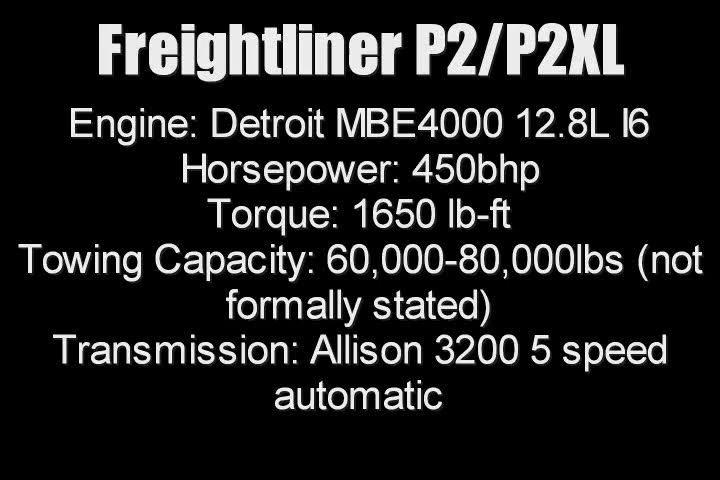 Freightliner P2/P2XL
Engine: Detroit MBE4000 12.8L I6
Horsepower: 450bhp
Torque: 1650 lb-ft
Towing Capacity: 60,000-80,000lbs (not
formally stated)
Transmission: Allison 3200 5 speed
automatic